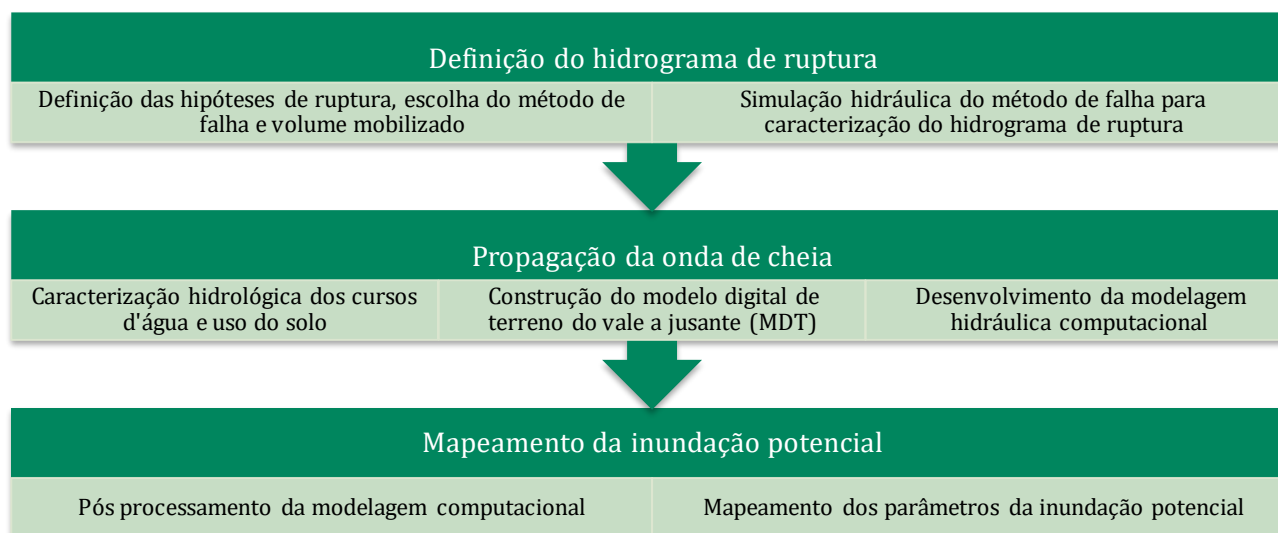 Definição do hidrograma de ruptura
Definição das hipóteses de ruptura, escolha do método de
falha e volume mobilizado
Simulação hidráulica do método de falha para
caracterização do hidrograma de ruptura
Propagação da onda de cheia
Caracterização hidrológica dos cursos
d'água e uso do solo
Construção do modelo digital de
terreno do vale a jusante (MDT)
Desenvolvimento da modelagem
hidráulica computacional
Mapeamento da inundação potencial
Pós processamento da modelagem computacional
Mapeamento dos parâmetros da inundação potencial